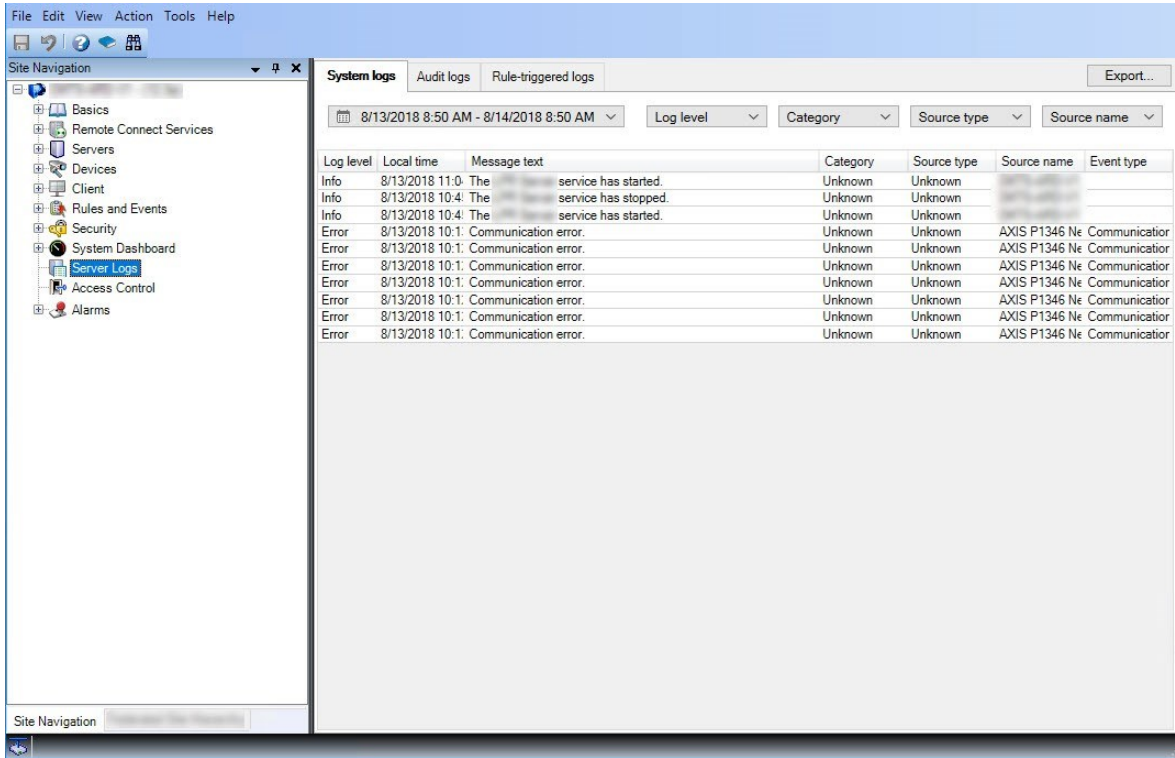 File Edit View Action Tools Help
Site Navigation
Basics
Remote Connect Services
Servers
Devices
Client
Rules and Events
Security
System Dashboard
Server Logs
Access Control
Alarms
Site Navigation
System logs Audit logs Rule-triggered logs Export...
8/13/2018 8:50 AM - 8/14/2018 8:50 AM Log level Category Source type Source name
Log level Local time Message text Category Source type Source name Event type
Info 8/13/2018 11:0 The service has started. Unknown Unknown
Info 8/13/2018 10:4 The service has stopped. Unknown Unknown
Info 8/13/2018 10:4 The service has started. Unknown Unknown
Error 8/13/2018 10:1 Communication error. Unknown Unknown AXIS P1346 Ne Communication
Error 8/13/2018 10:1 Communication error. Unknown Unknown AXIS P1346 Ne Communication
Error 8/13/2018 10:1 Communication error. Unknown Unknown AXIS P1346 Ne Communication
Error 8/13/2018 10:1 Communication error. Unknown Unknown AXIS P1346 Ne Communication
Error 8/13/2018 10:1 Communication error. Unknown Unknown AXIS P1346 Ne Communication
Error 8/13/2018 10:1 Communication error. Unknown Unknown AXIS P1346 Ne Communication
Error 8/13/2018 10:1 Communication error. Unknown Unknown AXIS P1346 Ne Communication